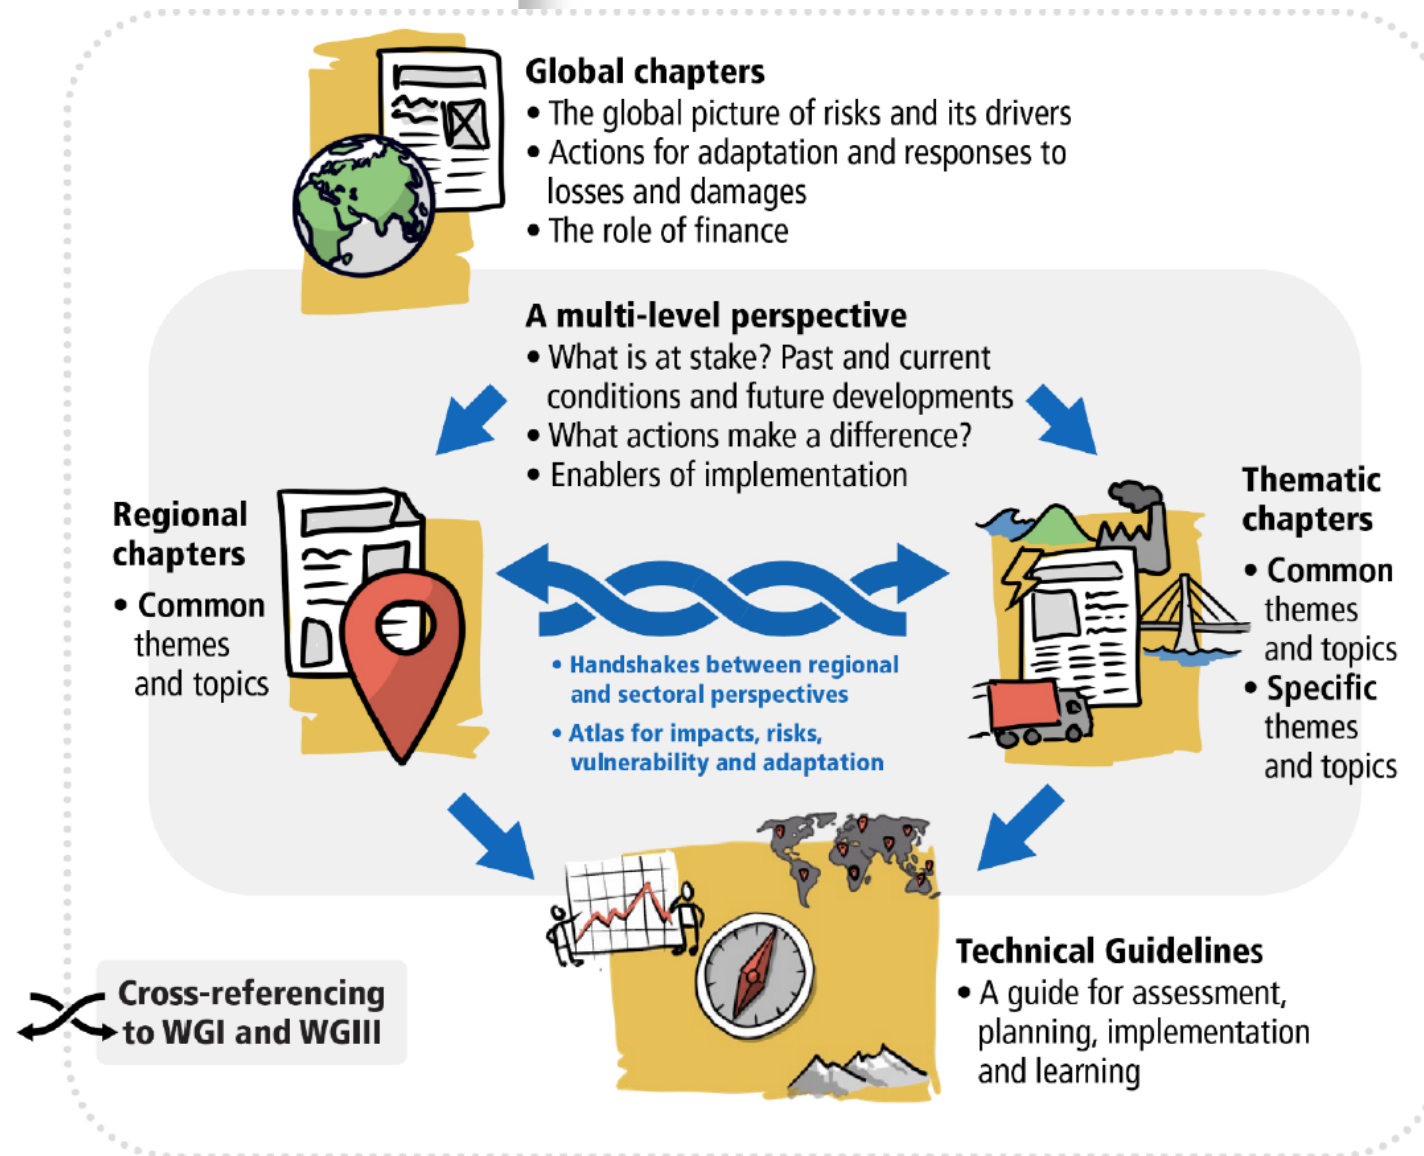 Global chapters
• The global picture of risks and its drivers
• Actions for adaptation and responses to
losses and damages
• The role of finance
A multi-level perspective
• What is at stake? Past and current
conditions and future developments
• What actions make a difference?
• Enablers of implementation
Regional
chapters
• Common
themes
and topics
• Handshakes between regional
and sectoral perspectives
• Atlas for impacts, risks,
vulnerability and adaptation
Thematic
chapters
• Common
themes
and topics
• Specific
themes
and topics
Technical Guidelines
• A guide for assessment,
planning, implementation
and learning
Cross-referencing
to WGI and WGIII